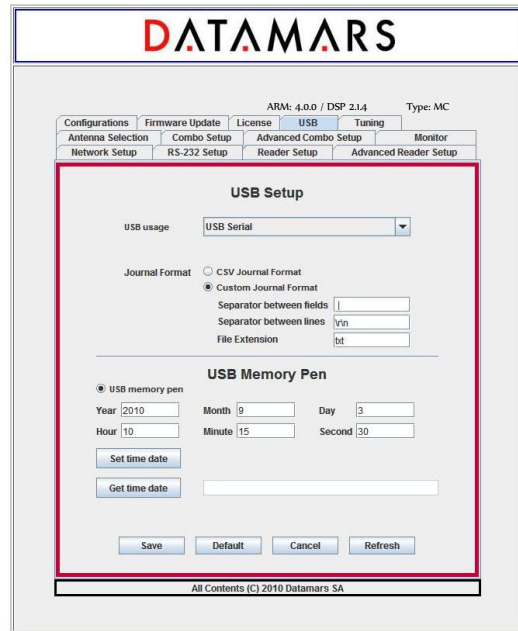 DATAMARS
ARM: 4.0.0 / DSP 2.1.4 Type: MC
Configurations Firmware Update License USB Tuning
Antenna Selection Combo Setup Advanced Combo Setup Monitor
Network Setup RS-232 Setup Reader Setup Advanced Reader Setup
USB Setup
USB usage USB Serial
Journal Format CSV Journal Format
Custom Journal Format
Separator between fields |
Separator between lines \r\n
File Extension txt
USB Memory Pen
USB memory pen
Year 2010 Month 9 Day 3
Hour 10 Minute 15 Second 30
Set time date
Get time date
Save Default Cancel Refresh
All Contents (C) 2010 Datamars SA